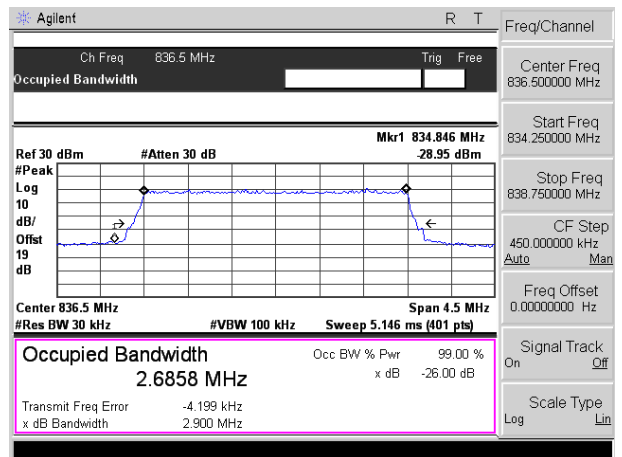 Agilent R T
Freq/Channel
Ch Freq 836.5 MHz Trig Free
Occupied Bandwidth
Center Freq
836.500000 MHz
Start Freq
834.250000 MHz
Stop Freq
838.750000 MHz
CF Step
450.000000 kHz
Auto Man
Freq Offset
0.00000000 Hz
Signal Track
On Off
Scale Type
Log Lin
Mkr1 834.846 MHz
Ref 30 dBm #Atten 30 dB -28.95 dBm
#Peak
Log
10
dB/
Offst
19
dB
Center 836.5 MHz Span 4.5 MHz
#Res BW 30 kHz #VBW 100 kHz Sweep 5.146 ms (401 pts)
Occupied Bandwidth Occ BW % Pwr 99.00 %
2.6858 MHz x dB -26.00 dB
Transmit Freq Error -4.199 kHz
x dB Bandwidth 2.900 MHz